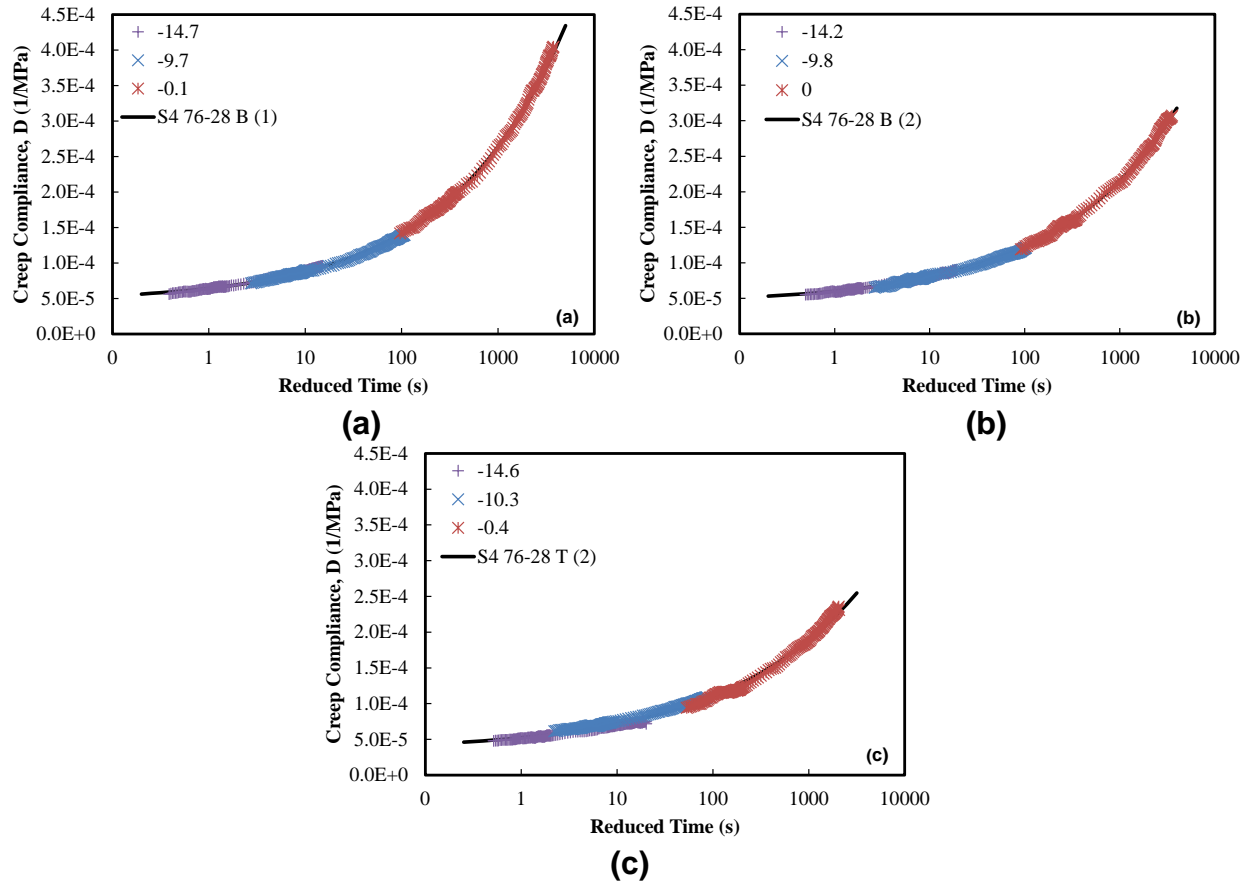 4.5E-4
4.0E-4
3.5E-4
3.0E-4
2.5E-4
2.0E-4
1.5E-4
1.0E-4
5.0E-5
0.0E+0
Creep Compliance, D (1/MPa)
-14.7
-9.7
-0.1
S4 76-28 B (1)
(a)
0 1 10 100 1000 10000
Reduced Time (s)
(a)
4.5E-4
4.0E-4
3.5E-4
3.0E-4
2.5E-4
2.0E-4
1.5E-4
1.0E-4
5.0E-5
0.0E+0
Creep Compliance, D (1/MPa)
-14.2
-9.8
0
S4 76-28 B (2)
(b)
0 1 10 100 1000 10000
Reduced Time (s)
(b)
4.5E-4
4.0E-4
3.5E-4
3.0E-4
2.5E-4
2.0E-4
1.5E-4
1.0E-4
5.0E-5
0.0E+0
Creep Compliance, D (1/MPa)
-14.6
-10.3
-0.4
S4 76-28 T (2)
(c)
0 1 10 100 1000 10000
Reduced Time (s)
(c)